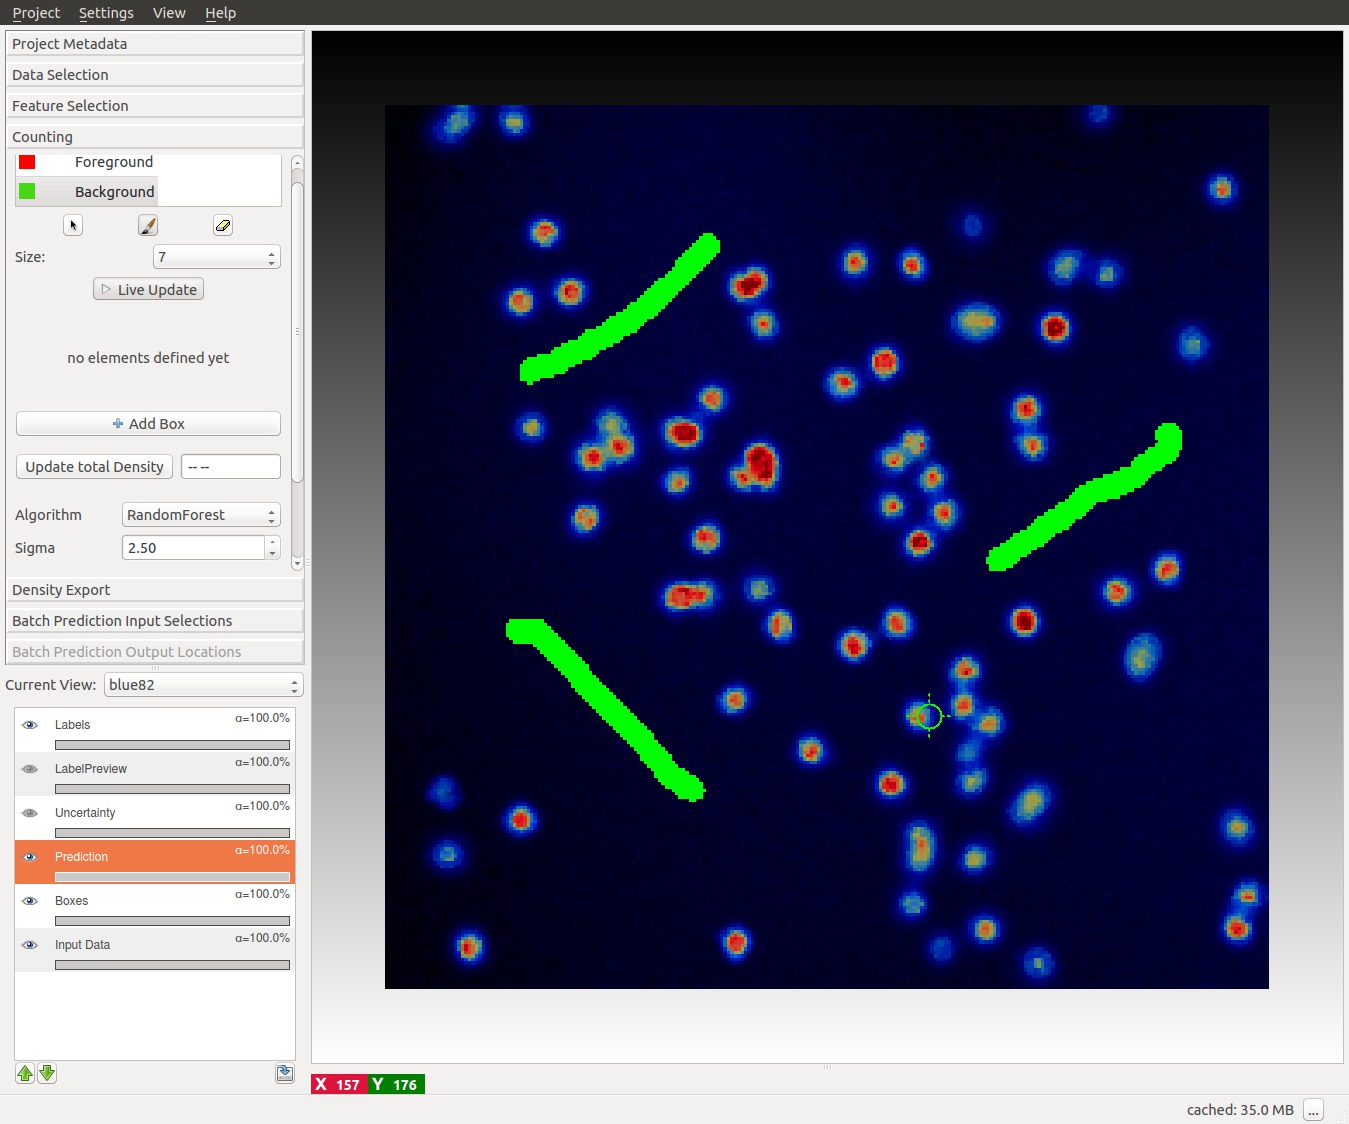 Project Settings View Help
Project Metadata
Data Selection
Feature Selection
Counting
Foreground
Background
Size: 7
Live Update
no elements defined yet
Add Box
Update total Density -- --
Algorithm RandomForest
Sigma 2.50
Density Export
Batch Prediction Input Selections
Batch Prediction Output Locations
Current View: blue82
Labels α=100.0%
LabelPreview α=100.0%
Uncertainty α=100.0%
Prediction α=100.0%
Boxes α=100.0%
Input Data α=100.0%
X 157 Y 176
cached: 35.0 MB ...